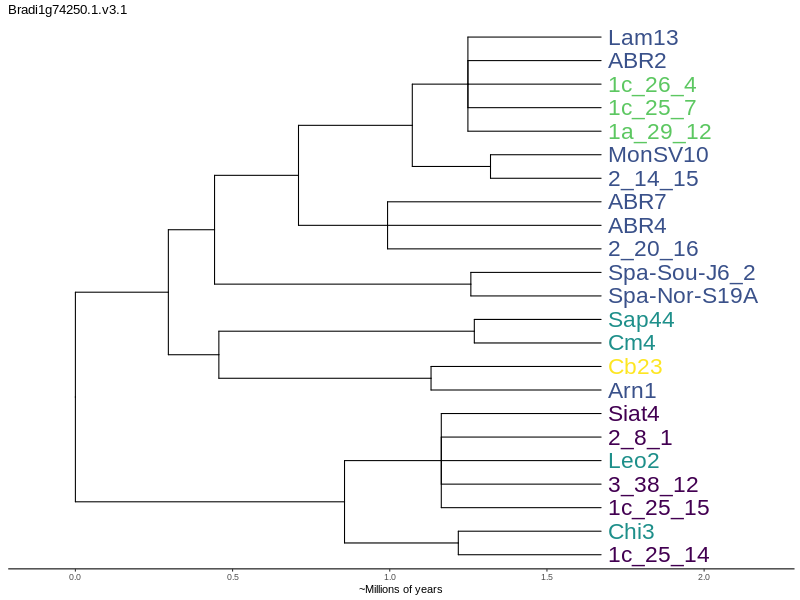 Bradi1g74250.1.v3.1
Lam13
ABR2
1c_26_4
1c_25_7
1a_29_12
MonSV10
2_14_15
ABR7
ABR4
2_20_16
Spa-Sou-J6_2
Spa-Nor-S19A
Sap44
Cm4
Cb23
Arn1
Siat4
2_8_1
Leo2
3_38_12
1c_25_15
Chi3
1c_25_14
0.0 0.5 1.0 1.5 2.0
~Millions of years